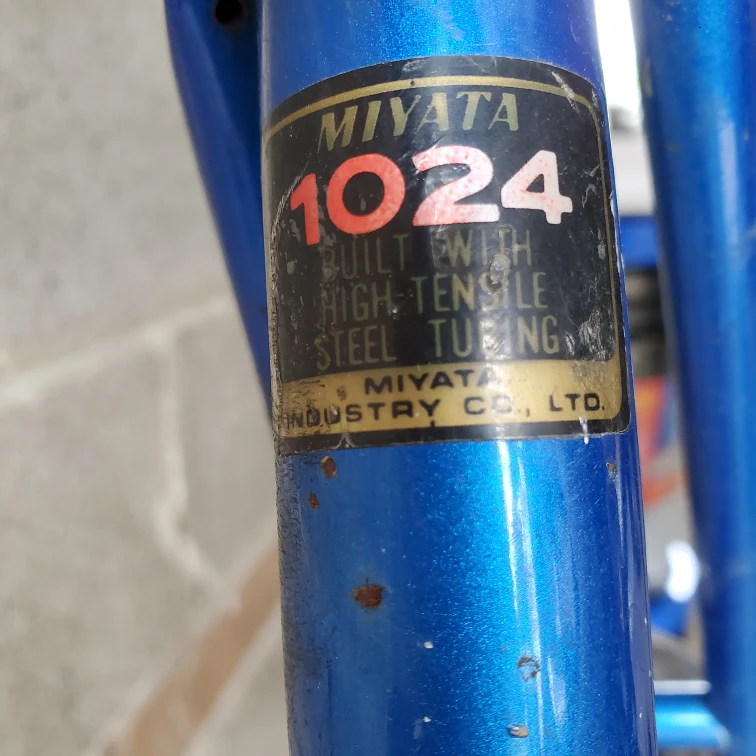 MIYATA
1024
BUILT WITH
HIGH-TENSILE
STEEL TUBING
MIYATA
INDUSTRY CO., LTD.